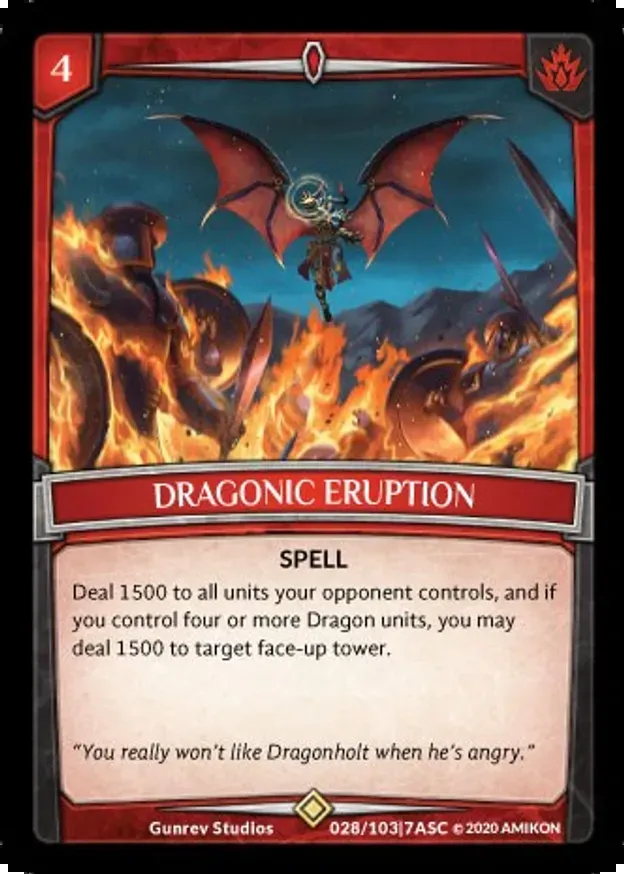 4
DRAGONIC ERUPTION
SPELL
Deal 1500 to all units your opponent controls, and if
you control four or more Dragon units, you may
deal 1500 to target face-up tower.
“You really won’t like Dragonholt when he’s angry.”
Gunrev Studios 028/103|7ASC © 2020 AMIKON